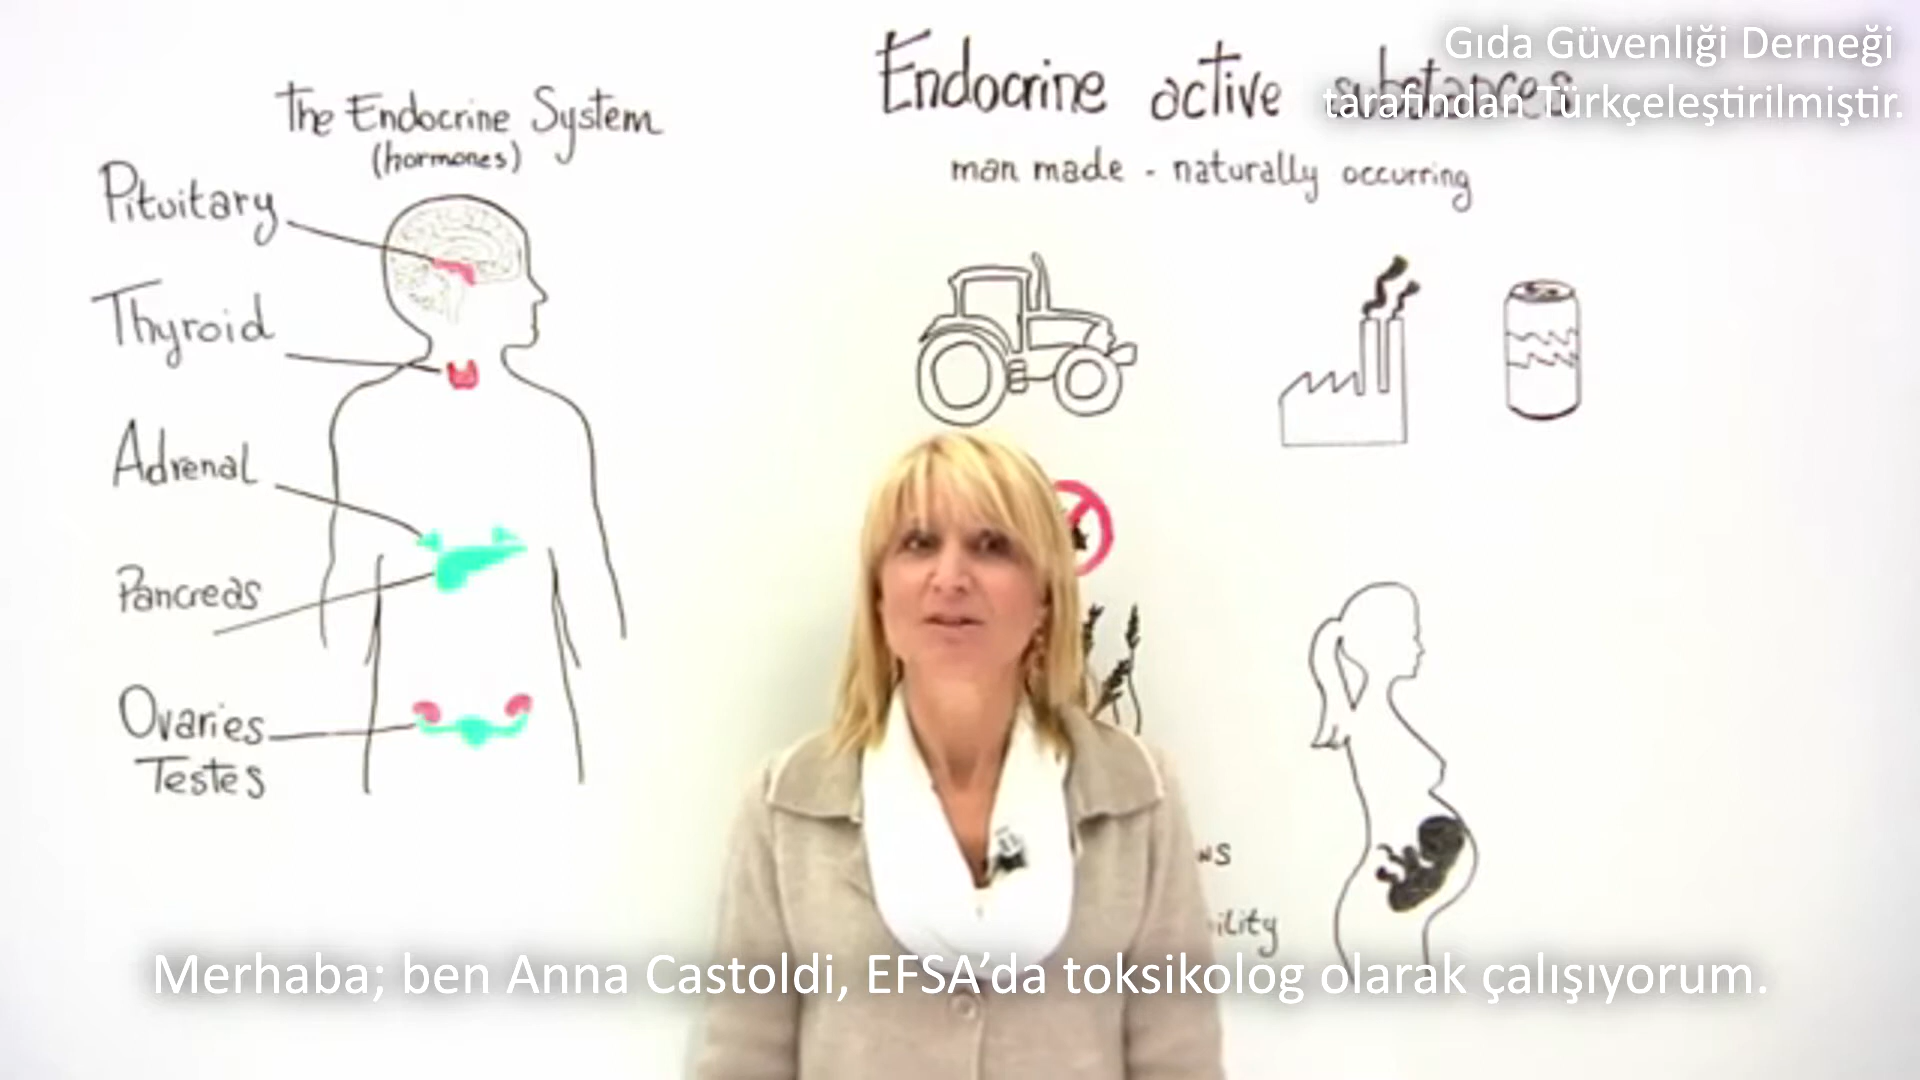 Gıda Güvenliği Derneği
tarafından Türkçeleştirilmiştir.
The Endocrine System
(hormones)
Pituitary
Thyroid
Adrenal
Pancreas
Ovaries
Testes
Endocrine active substances
man made - naturally occurring
Merhaba; ben Anna Castoldi, EFSA’da toksikolog olarak çalışıyorum.